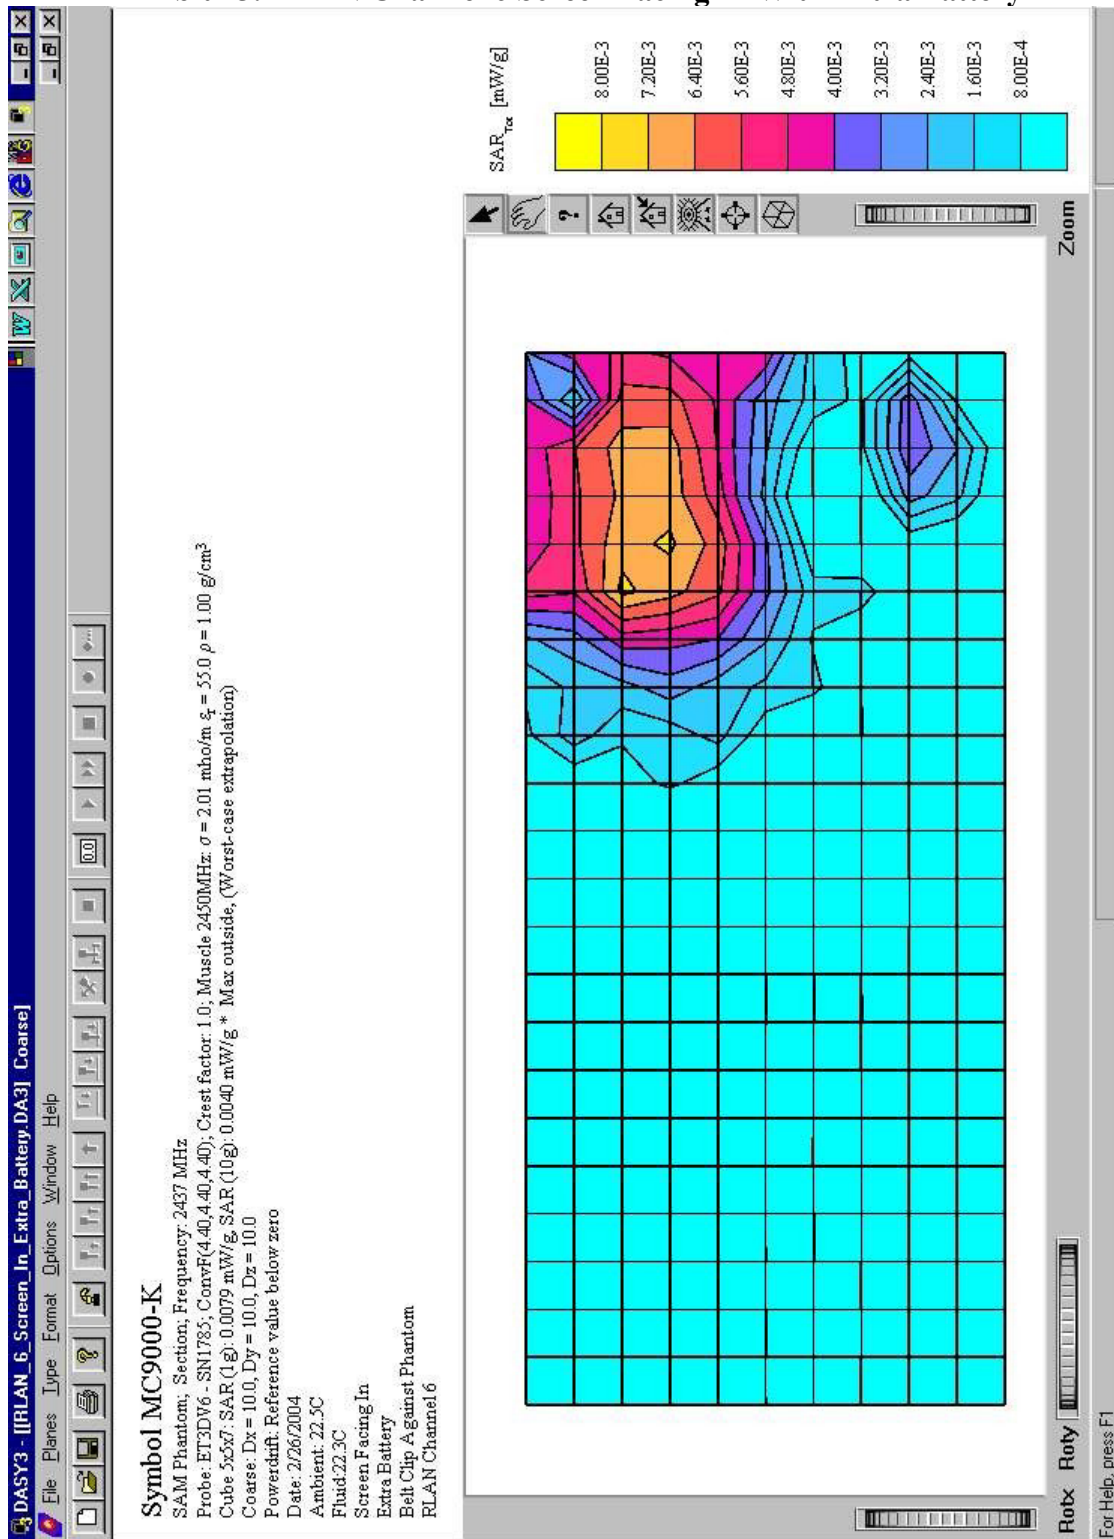 DASY3 - [[RLAN_6_Screen_In_Extra_Battery.DA3] Coarse]
File Planes Type Format Options Window Help
Symbol MC9000-K
SAM Phantom; Section; Frequency: 2437 MHz
Probe: ET3DV6 - SN1785; ConvF(4.40,4.40,4.40); Crest factor: 1.0; Muscle 2450MHz: σ = 2.01 mho/m εr = 55.0 ρ = 1.00 g/cm³
Cube 5x5x7: SAR (1g): 0.0079 mW/g, SAR (10g): 0.0040 mW/g * Max outside, (Worst-case extrapolation)
Coarse: Dx = 10.0, Dy = 10.0, Dz = 10.0
Powerdrift: Reference value below zero
Date: 2/26/2004
Ambient: 22.5C
Fluid:22.3C
Screen Facing In
Extra Battery
Belt Clip Against Phantom
RLAN Channel 6
SARTot [mW/g]
8.00E-3
7.20E-3
6.40E-3
5.60E-3
4.80E-3
4.00E-3
3.20E-3
2.40E-3
1.60E-3
8.00E-4
Rotx Roty
Zoom
For Help, press F1